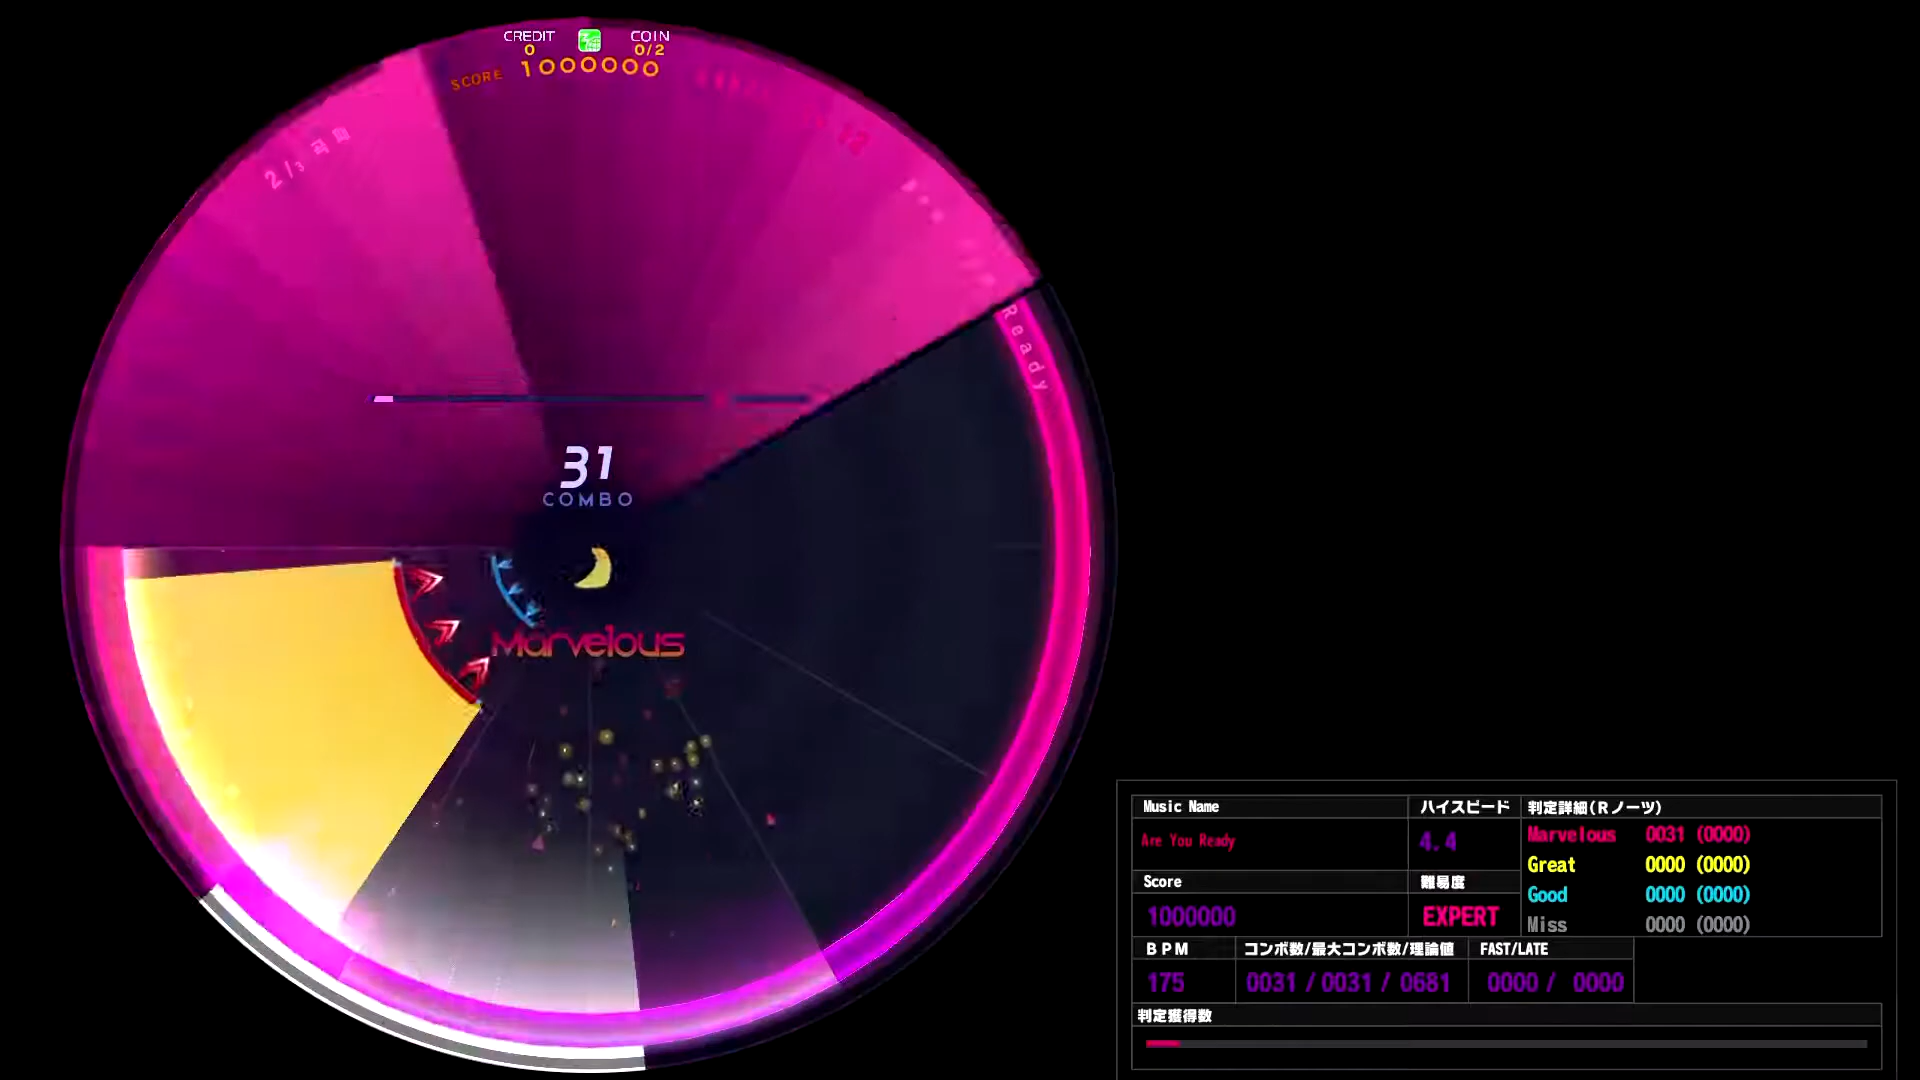 CREDIT
0
COIN
0/2
SCORE 1000000
2/3 곡째
Ready
31
COMBO
Marvelous
Music Name
Are You Ready
ハイスピード
4.4
判定詳細(Rノーツ)
Marvelous 0031 (0000)
Great 0000 (0000)
Good 0000 (0000)
Miss 0000 (0000)
Score
1000000
難易度
EXPERT
BPM
175
コンボ数/最大コンボ数/理論値
0031 / 0031 / 0681
FAST/LATE
0000 / 0000
判定獲得数